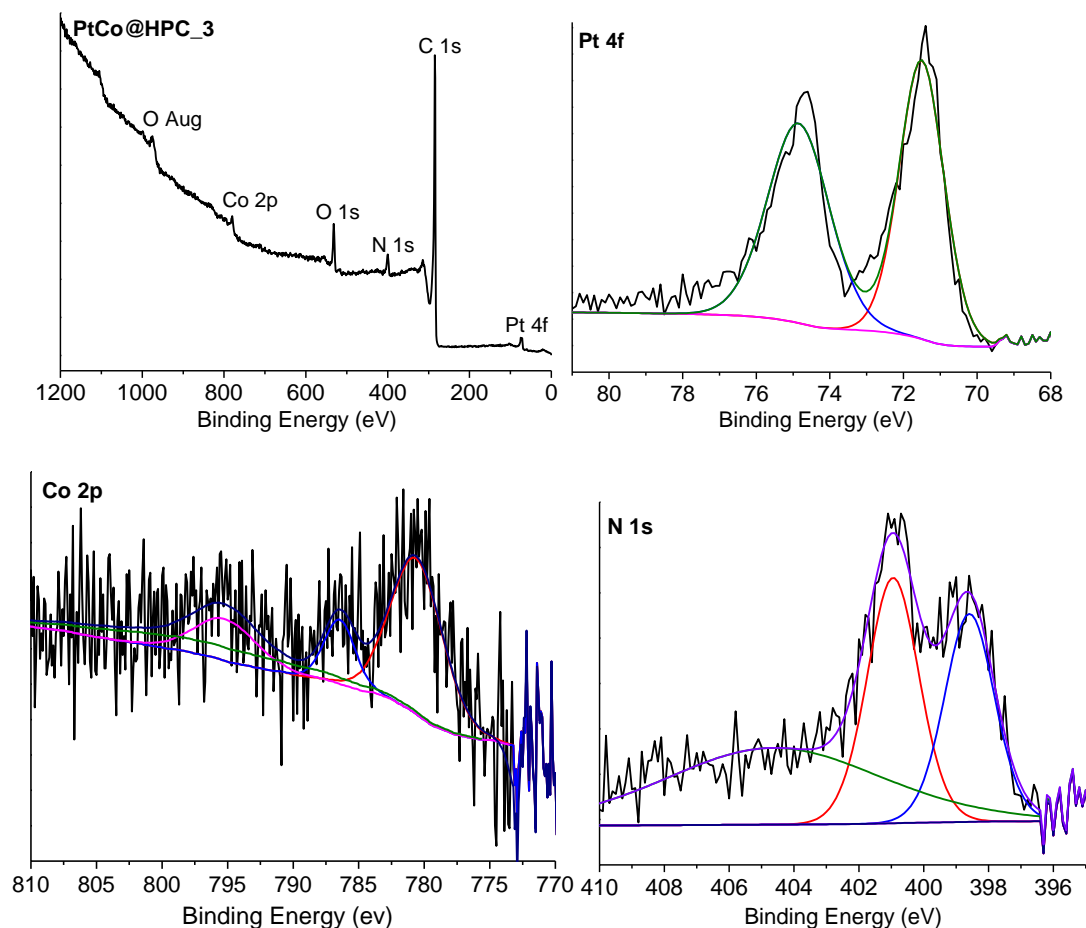 PtCo@HPC_3
C 1s
O Aug
Co 2p
O 1s
N 1s
Pt 4f
1200 1000 800 600 400 200 0
Binding Energy (eV)
Pt 4f
80 78 76 74 72 70 68
Binding Energy (eV)
Co 2p
810 805 800 795 790 785 780 775 770
Binding Energy (ev)
N 1s
410 408 406 404 402 400 398 396
Binding Energy (eV)